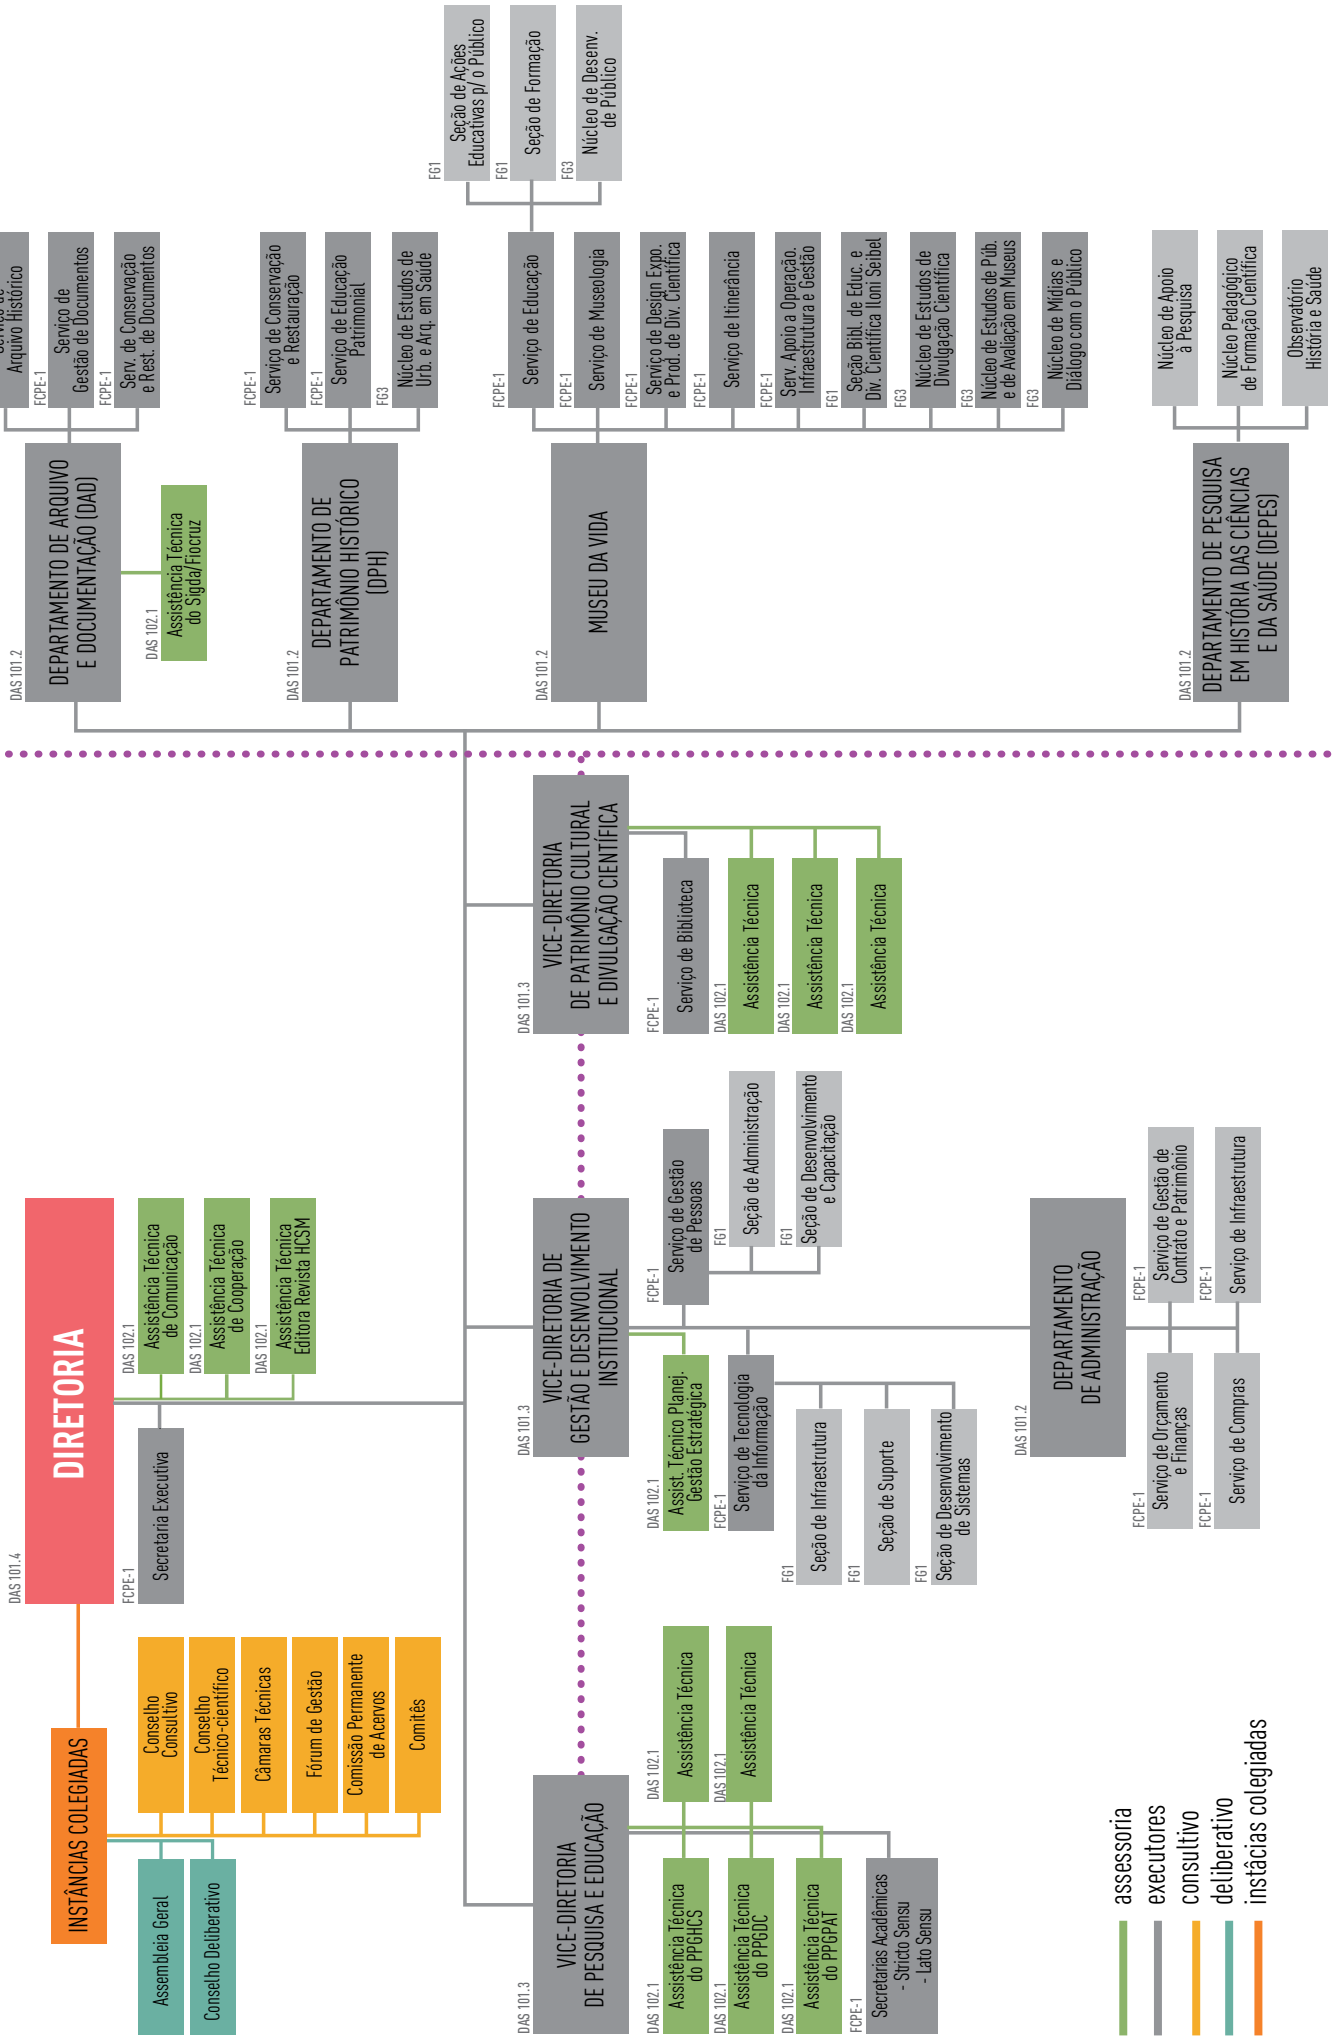 DAS 101.4
DIRETORIA
INSTÂNCIAS COLEGIADAS
Assembleia Geral
Conselho Deliberativo
Conselho
Consultivo
Conselho
Técnico-científico
Câmaras Técnicas
Fórum de Gestão
Comissão Permanente
de Acervos
Comitês
FCPE-1
Secretaria Executiva
DAS 102.1
Assistência Técnica
de Comunicação
DAS 102.1
Assistência Técnica
de Cooperação
DAS 102.1
Assistência Técnica
Editora Revista HCSM
DAS 101.3
VICE-DIRETORIA
DE PESQUISA E EDUCAÇÃO
DAS 102.1
Assistência Técnica
do PPGHCS
DAS 102.1
Assistência Técnica
do PPGDC
DAS 102.1
Assistência Técnica
do PPGPAT
FCPE-1
Secretarias Acadêmicas
- Stricto Sensu
- Lato Sensu
DAS 102.1
Assistência Técnica
DAS 102.1
Assistência Técnica
DAS 101.3
VICE-DIRETORIA DE
GESTÃO E DESENVOLVIMENTO
INSTITUCIONAL
DAS 102.1
Assist. Técnico Planej.
Gestão Estratégica
FCPE-1
Serviço de Tecnologia
da Informação
FG1
Seção de Infraestrutura
FG1
Seção de Suporte
FG1
Seção de Desenvolvimento
de Sistemas
FCPE-1
Serviço de Gestão
de Pessoas
FG1
Seção de Administração
FG1
Seção de Desenvolvimento
e Capacitação
DAS 101.2
DEPARTAMENTO
DE ADMINISTRAÇÃO
FCPE-1
Serviço de Orçamento
e Finanças
FCPE-1
Serviço de Compras
FCPE-1
Serviço de Gestão de
Contrato e Patrimônio
FCPE-1
Serviço de Infraestrutura
DAS 101.3
VICE-DIRETORIA
DE PATRIMÔNIO CULTURAL
E DIVULGAÇÃO CIENTÍFICA
FCPE-1
Serviço de Biblioteca
DAS 102.1
Assistência Técnica
DAS 102.1
Assistência Técnica
DAS 102.1
Assistência Técnica
DAS 101.2
DEPARTAMENTO DE ARQUIVO
E DOCUMENTAÇÃO (DAD)
DAS 102.1
Assistência Técnica
do Sigda/Fiocruz
Arquivo Histórico
FCPE-1
Serviço de
Gestão de Documentos
FCPE-1
Serv. de Conservação
e Rest. de Documentos
DAS 101.2
DEPARTAMENTO DE
PATRIMÔNIO HISTÓRICO
(DPH)
FCPE-1
Serviço de Conservação
e Restauração
FCPE-1
Serviço de Educação
Patrimonial
FG3
Núcleo de Estudos de
Urb. e Arq. em Saúde
DAS 101.2
MUSEU DA VIDA
FCPE-1
Serviço de Educação
FCPE-1
Serviço de Museologia
FCPE-1
Serviço de Design Expo.
e Prod. de Div. Científica
FCPE-1
Serviço de Itinerância
FCPE-1
Serv. Apoio a Operação.
Infraestrutura e Gestão
FG1
Seção Bibl. de Educ. e
Div. Científica Iloni Seibel
FG3
Núcleo de Estudos de
Divulgação Científica
FG3
Núcleo de Estudos de Púb.
e de Avaliação em Museus
FG3
Núcleo de Mídias e
Diálogo com o Público
FG1
Seção de Ações
Educativas p/ o Público
FG1
Seção de Formação
FG3
Núcleo de Desenv.
de Público
DAS 101.2
DEPARTAMENTO DE PESQUISA
EM HISTÓRIA DAS CIÊNCIAS
E DA SAÚDE (DEPES)
Núcleo de Apoio
à Pesquisa
Núcleo Pedagógico
de Formação Científica
Observatório
História e Saúde
assessoria
executores
consultivo
deliberativo
instâcias colegiadas